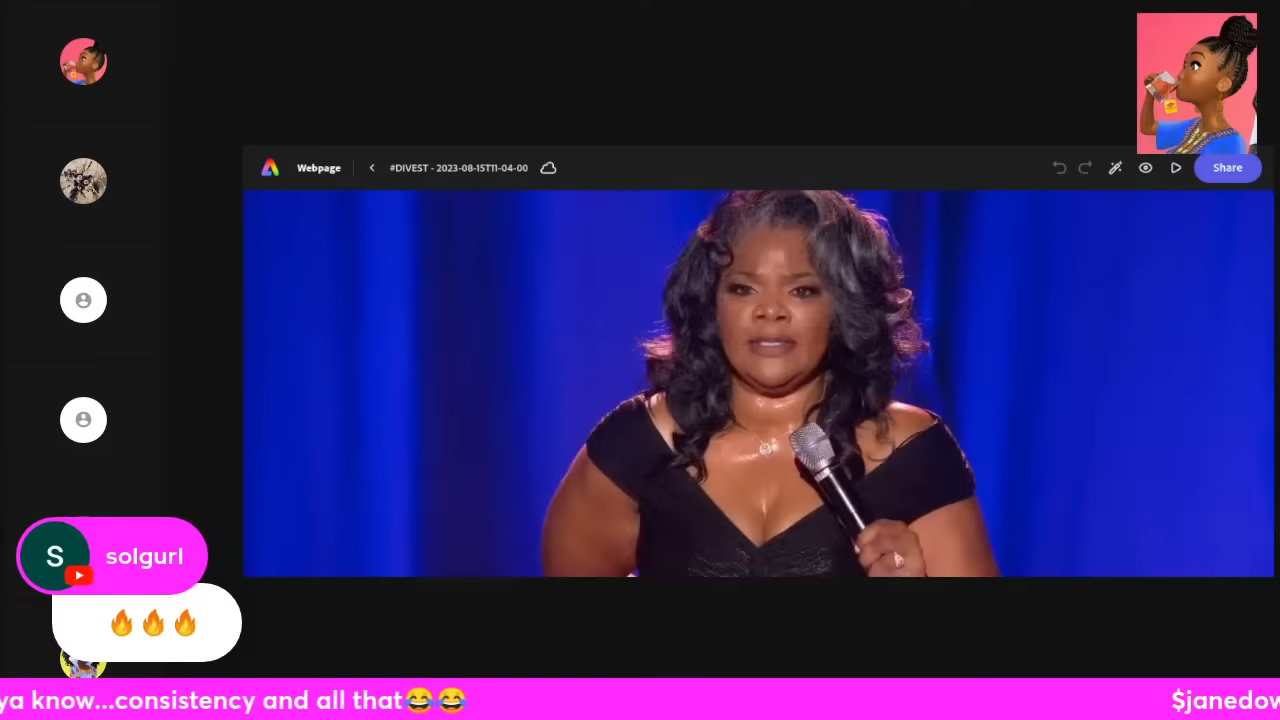 Webpage
#DIVEST - 2023-08-15T11-04-00
Share
S
solgurl
🔥🔥🔥
ya know...consistency and all that😂😂
$janedow